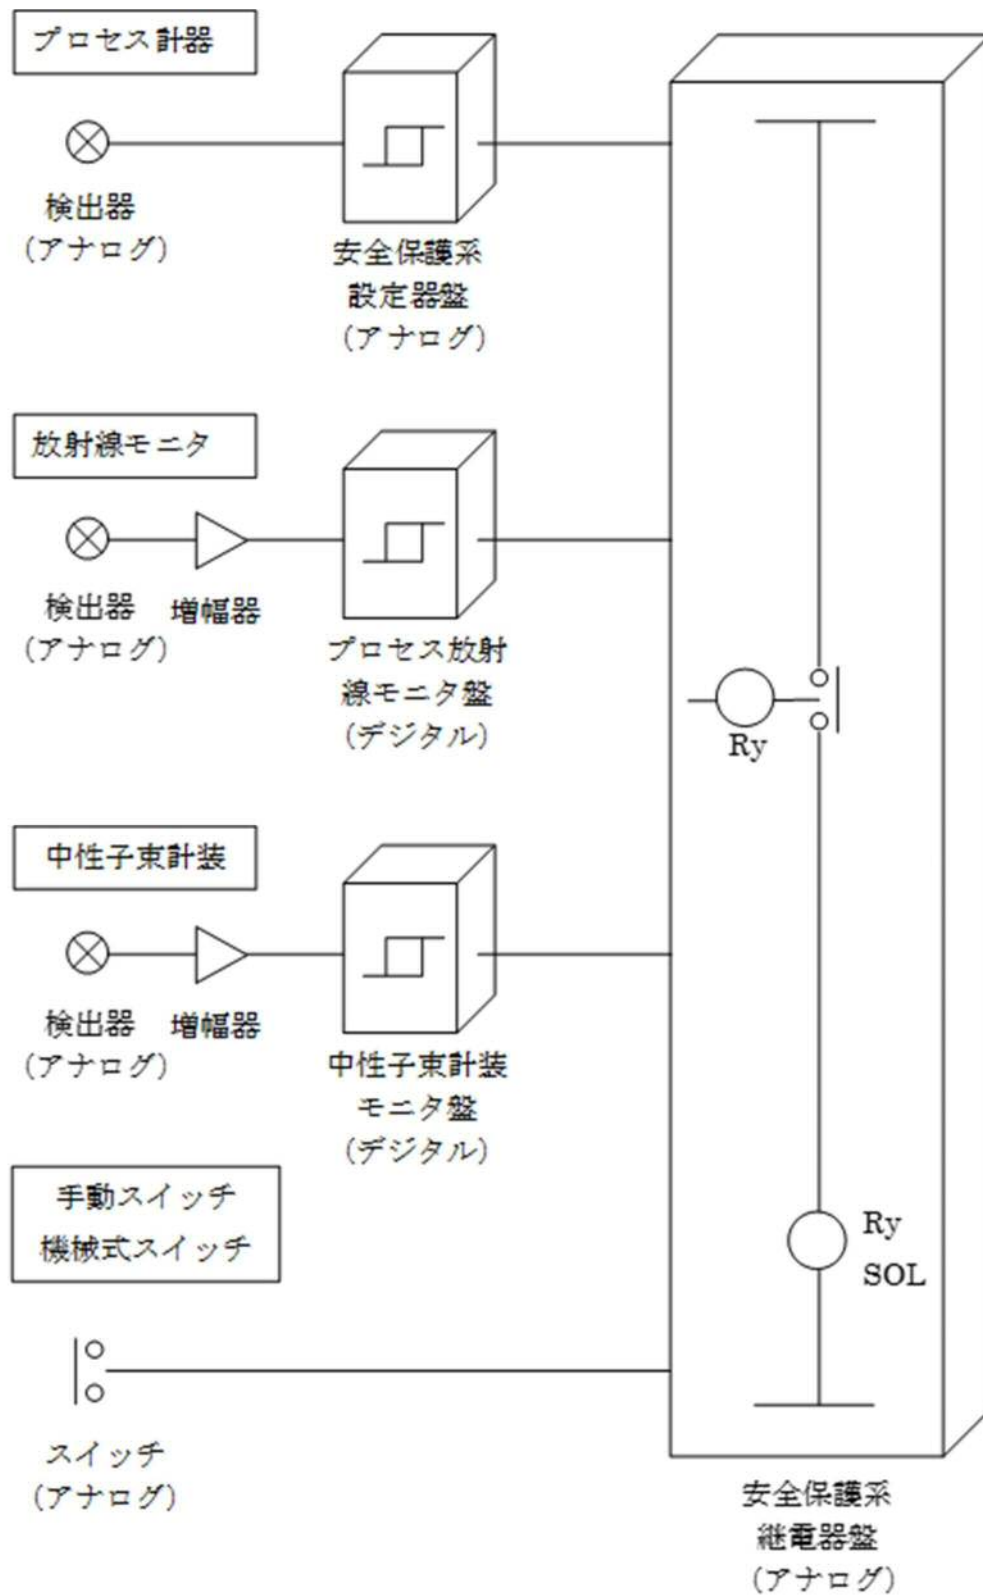 プロセス計器
検出器
(アナログ)
安全保護系
設定器盤
(アナログ)
放射線モニタ
検出器
(アナログ)
増幅器
プロセス放射
線モニタ盤
(デジタル)
中性子束計装
検出器
(アナログ)
増幅器
中性子束計装
モニタ盤
(デジタル)
手動スイッチ
機械式スイッチ
スイッチ
(アナログ)
Ry
Ry
SOL
安全保護系
継電器盤
(アナログ)